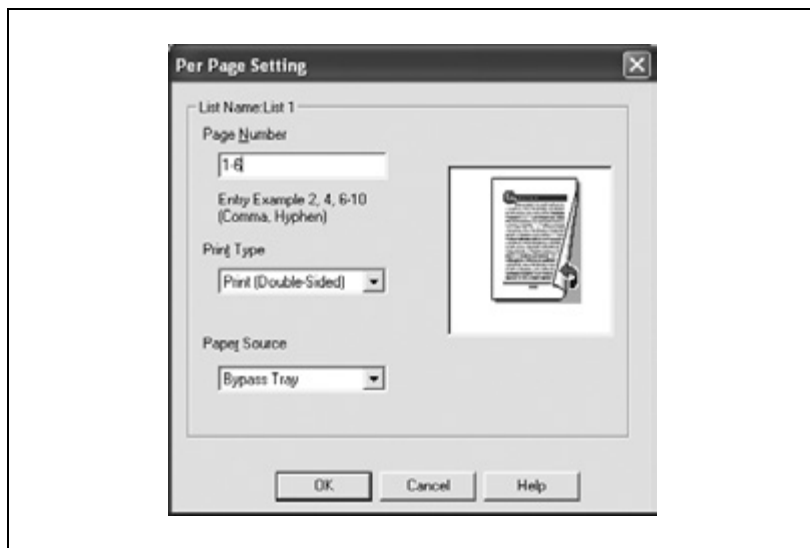 Per Page Setting
List Name:List 1
Page Number
1-6
Entry Example 2, 4, 6-10
(Comma, Hyphen)
Print Type
Print (Double-Sided)
Paper Source
Bypass Tray
OK Cancel Help